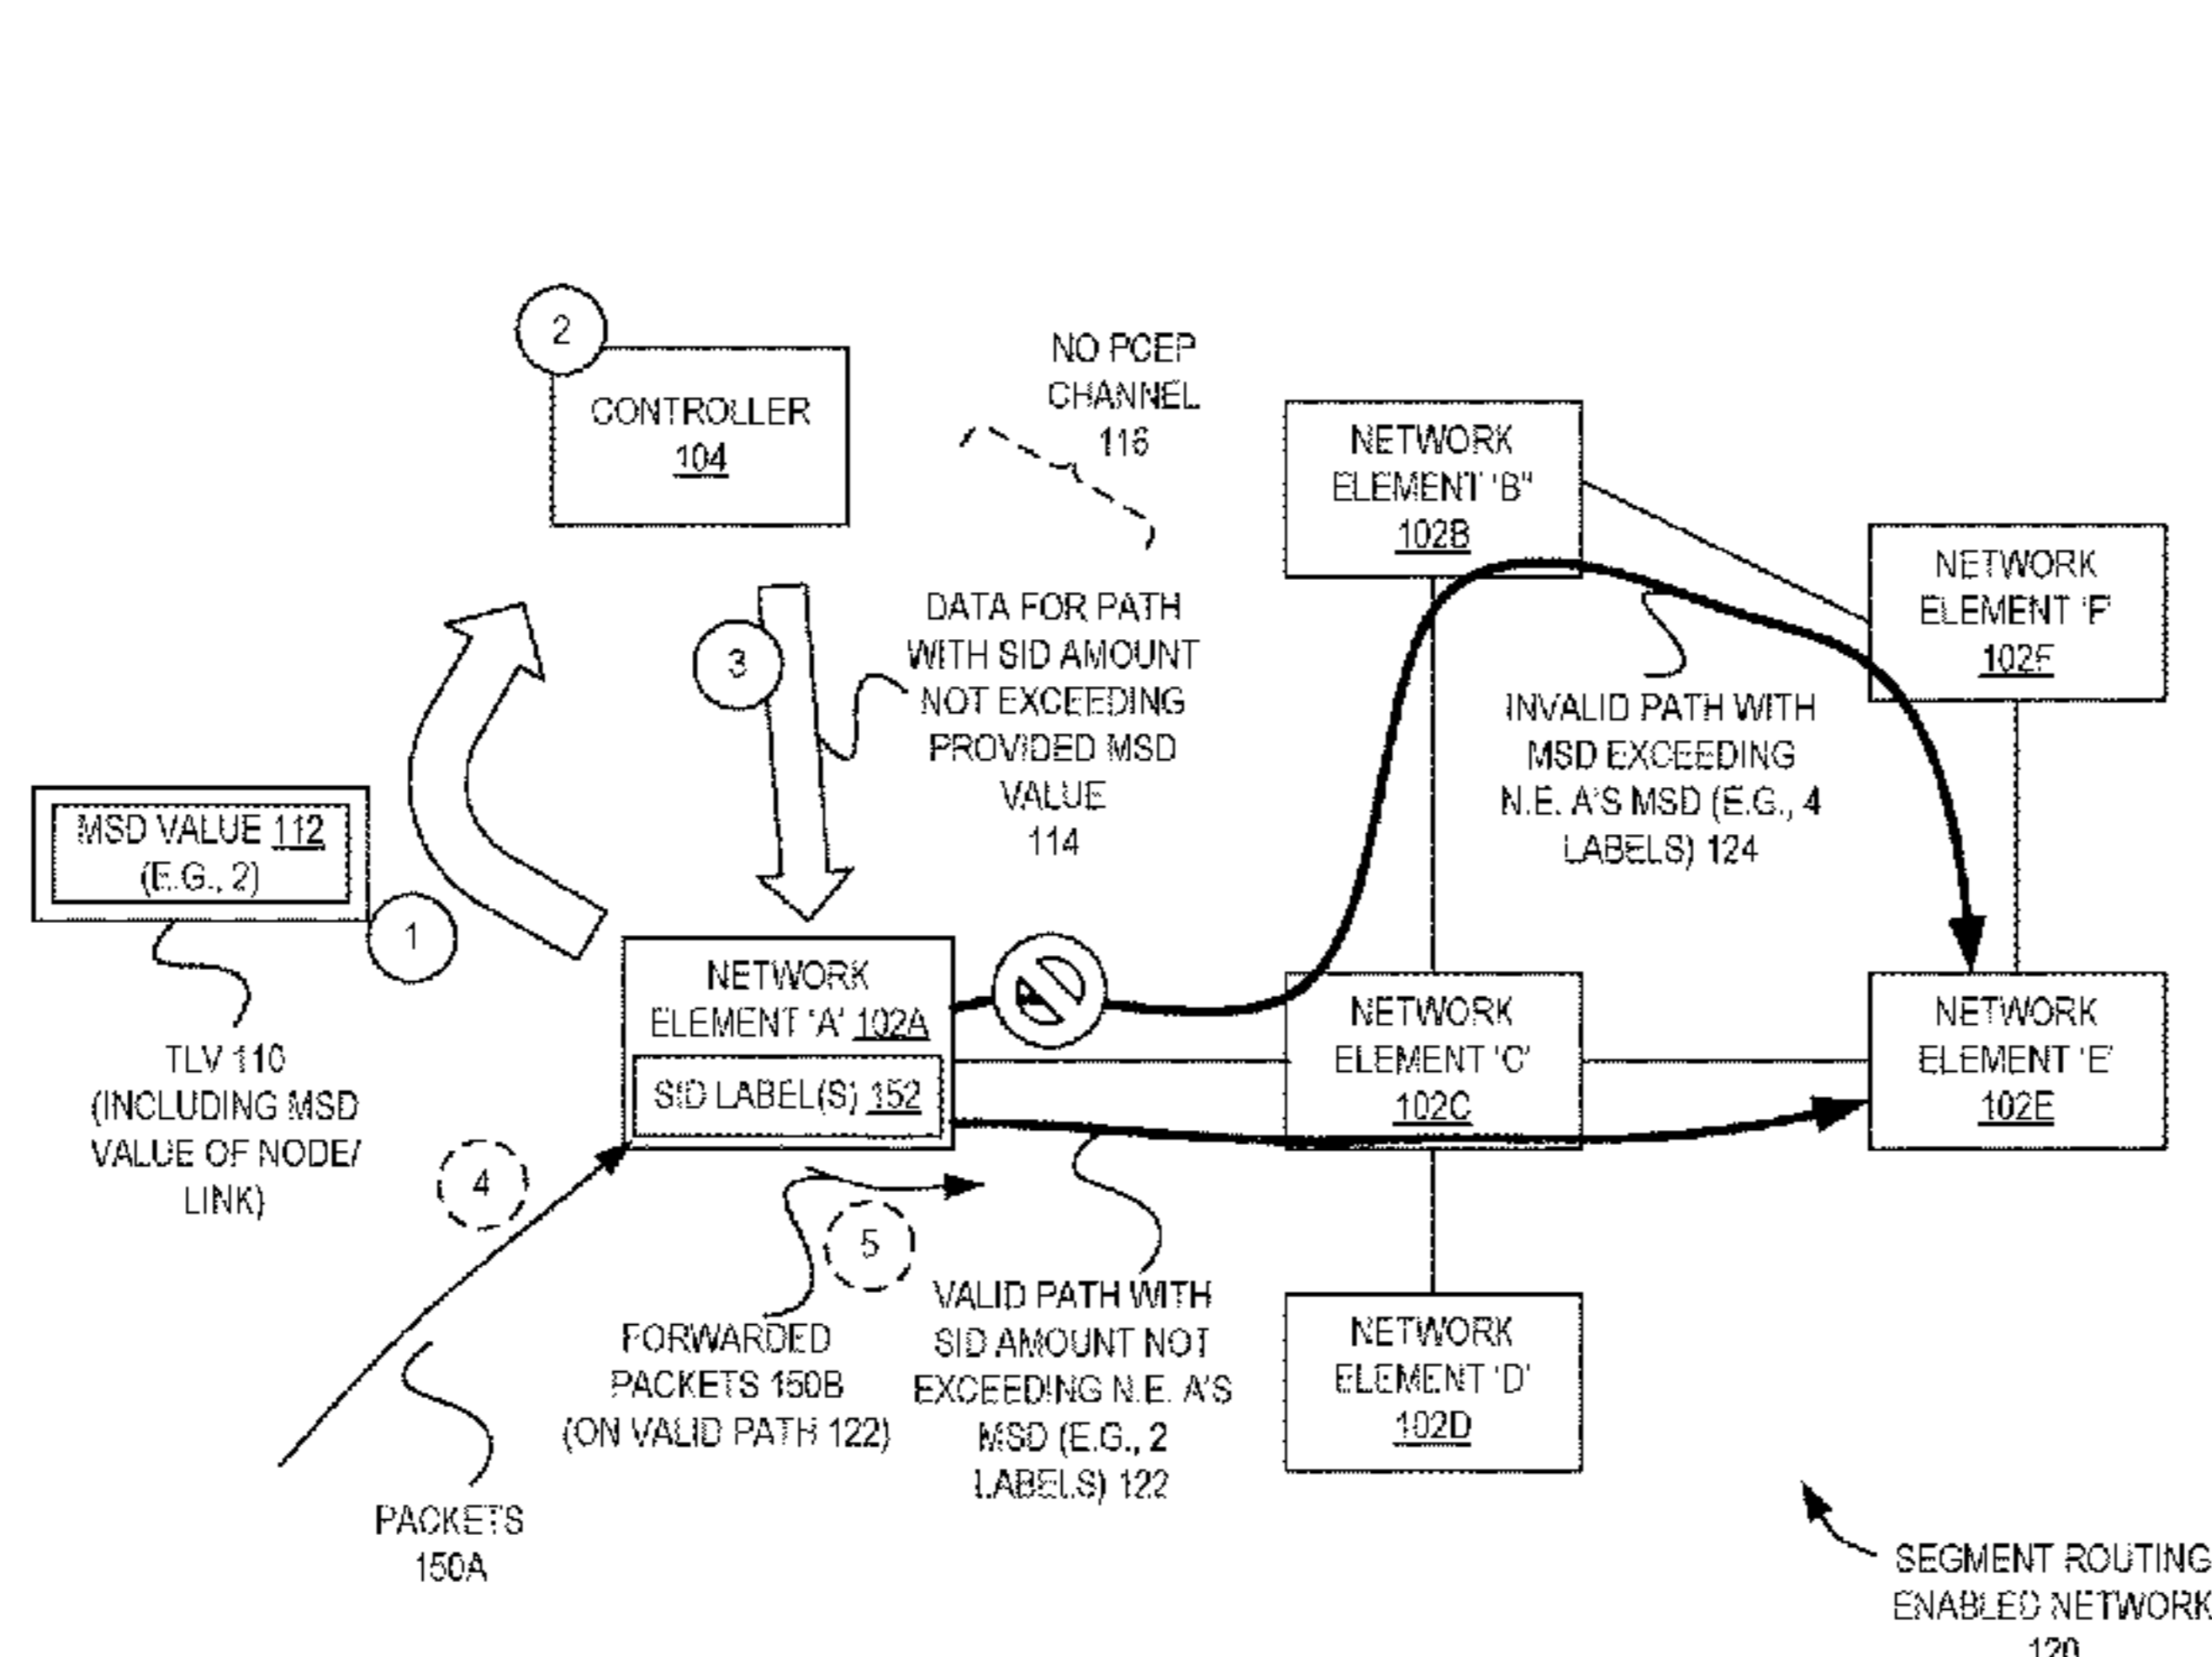 2
CONTROLLER
104
NO PCEP
CHANNEL
116
NETWORK
ELEMENT 'B"
102B
NETWORK
ELEMENT 'F'
102F
3
DATA FOR PATH
WITH SID AMOUNT
NOT EXCEEDING
PROVIDED MSD
VALUE
114
INVALID PATH WITH
MSD EXCEEDING
N.E. A'S MSD (E.G., 4
LABELS) 124
MSD VALUE 112
(E.G., 2)
1
TLV 110
(INCLUDING MSD
VALUE OF NODE/
LINK)
NETWORK
ELEMENT 'A' 102A
SID LABEL(S) 152
NETWORK
ELEMENT 'C'
102C
NETWORK
ELEMENT 'E'
102E
4
5
FORWARDED
PACKETS 150B
(ON VALID PATH 122)
VALID PATH WITH
SID AMOUNT NOT
EXCEEDING N.E. A'S
MSD (E.G., 2
LABELS) 122
NETWORK
ELEMENT 'D'
102D
PACKETS
150A
SEGMENT ROUTING
ENABLED NETWORK
120